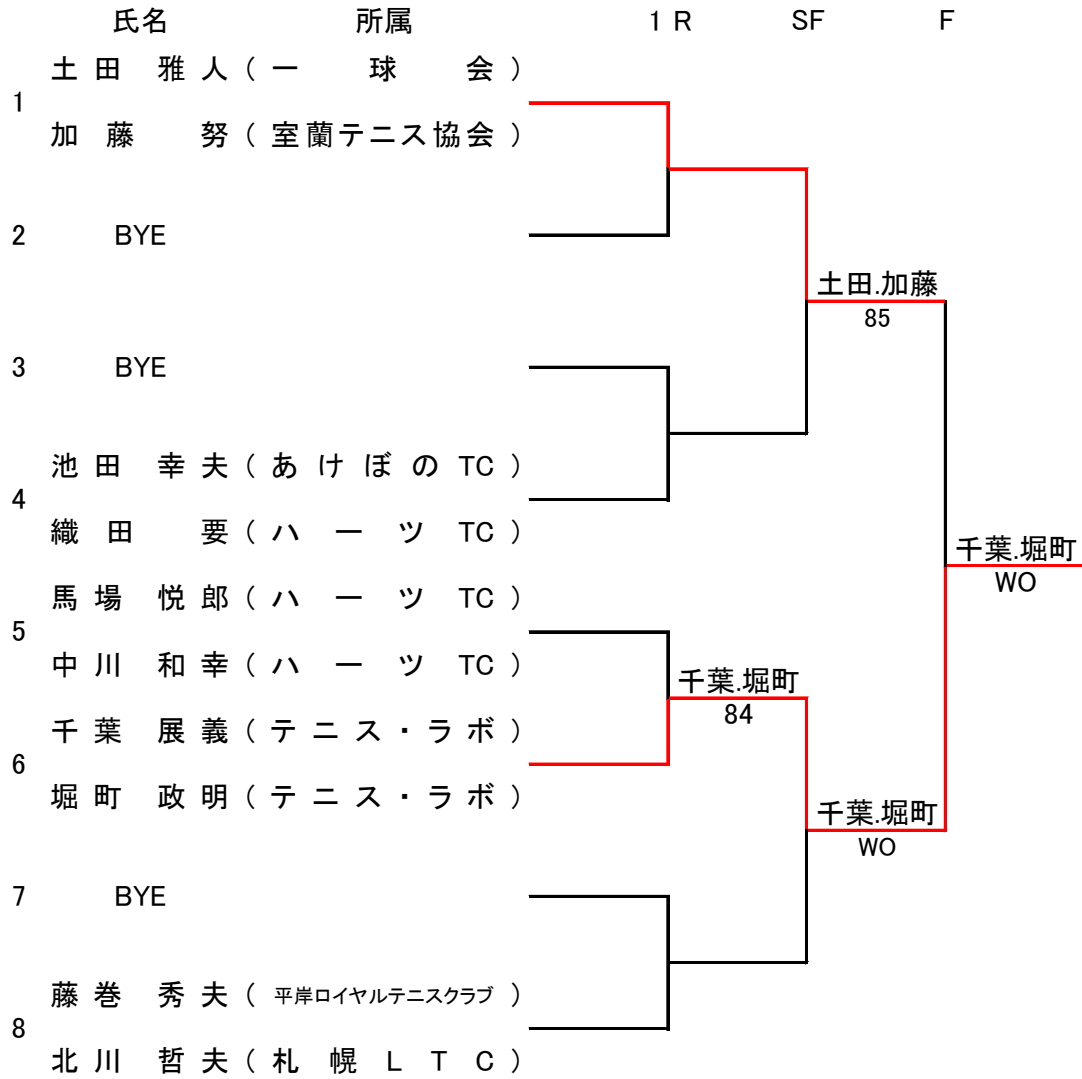 氏名 所属 1 R SF F
土田 雅人 ( 一 球 会 )
1
加藤 努 ( 室蘭テニス協会 )
2 BYE
土田.加藤
85
3 BYE
池田 幸夫 ( あけぼの TC )
4
織田 要 ( ハーツ TC )
千葉.堀町
WO
馬場 悦郎 ( ハーツ TC )
5
中川 和幸 ( ハーツ TC )
千葉.堀町
84
千葉 展義 ( テニス・ラボ )
6
堀町 政明 ( テニス・ラボ )
千葉.堀町
WO
7 BYE
藤巻 秀夫 ( 平岸ロイヤルテニスクラブ )
8
北川 哲夫 ( 札幌LTC )